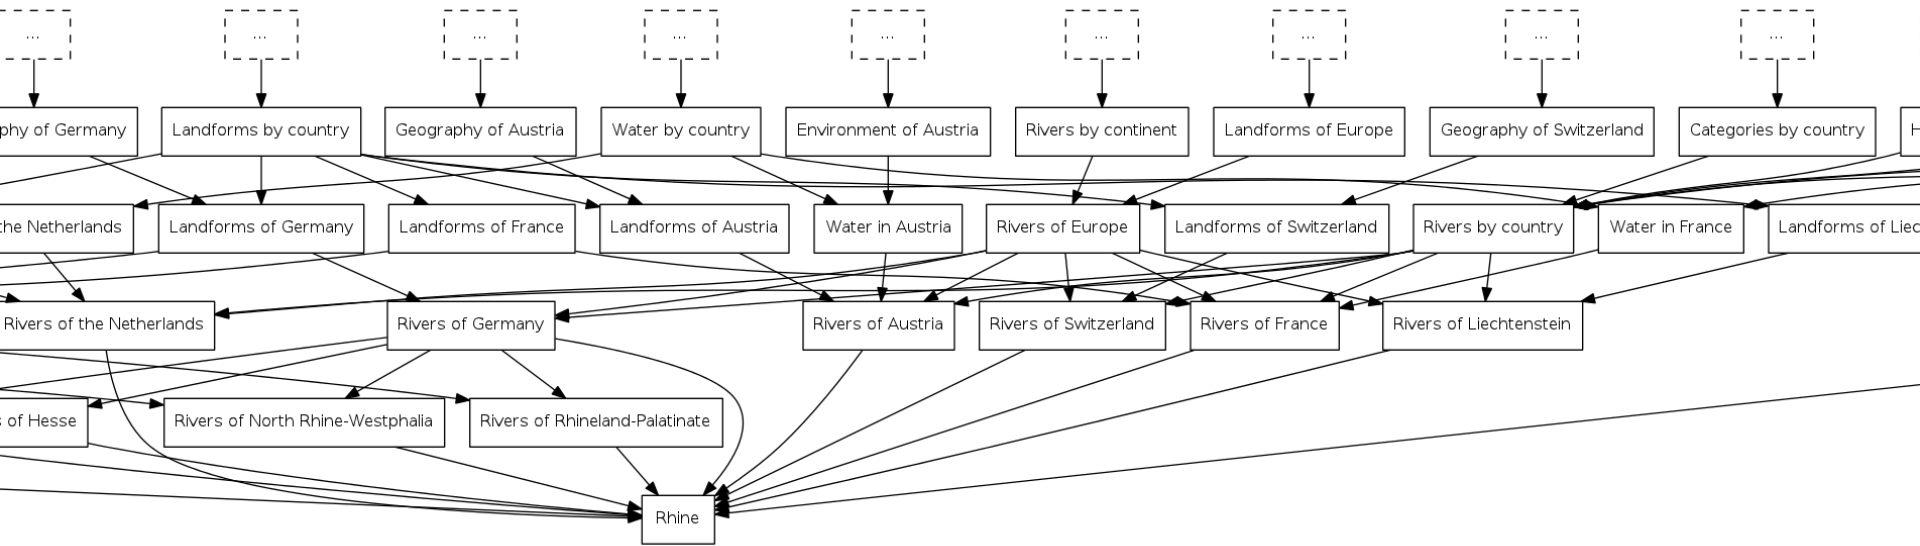 ... ... ... ... ... ... ... ... ...
phy of Germany Landforms by country Geography of Austria Water by country Environment of Austria Rivers by continent Landforms of Europe Geography of Switzerland Categories by country H
the Netherlands Landforms of Germany Landforms of France Landforms of Austria Water in Austria Rivers of Europe Landforms of Switzerland Rivers by country Water in France Landforms of Liec
Rivers of the Netherlands Rivers of Germany Rivers of Austria Rivers of Switzerland Rivers of France Rivers of Liechtenstein
s of Hesse Rivers of North Rhine-Westphalia Rivers of Rhineland-Palatinate
Rhine